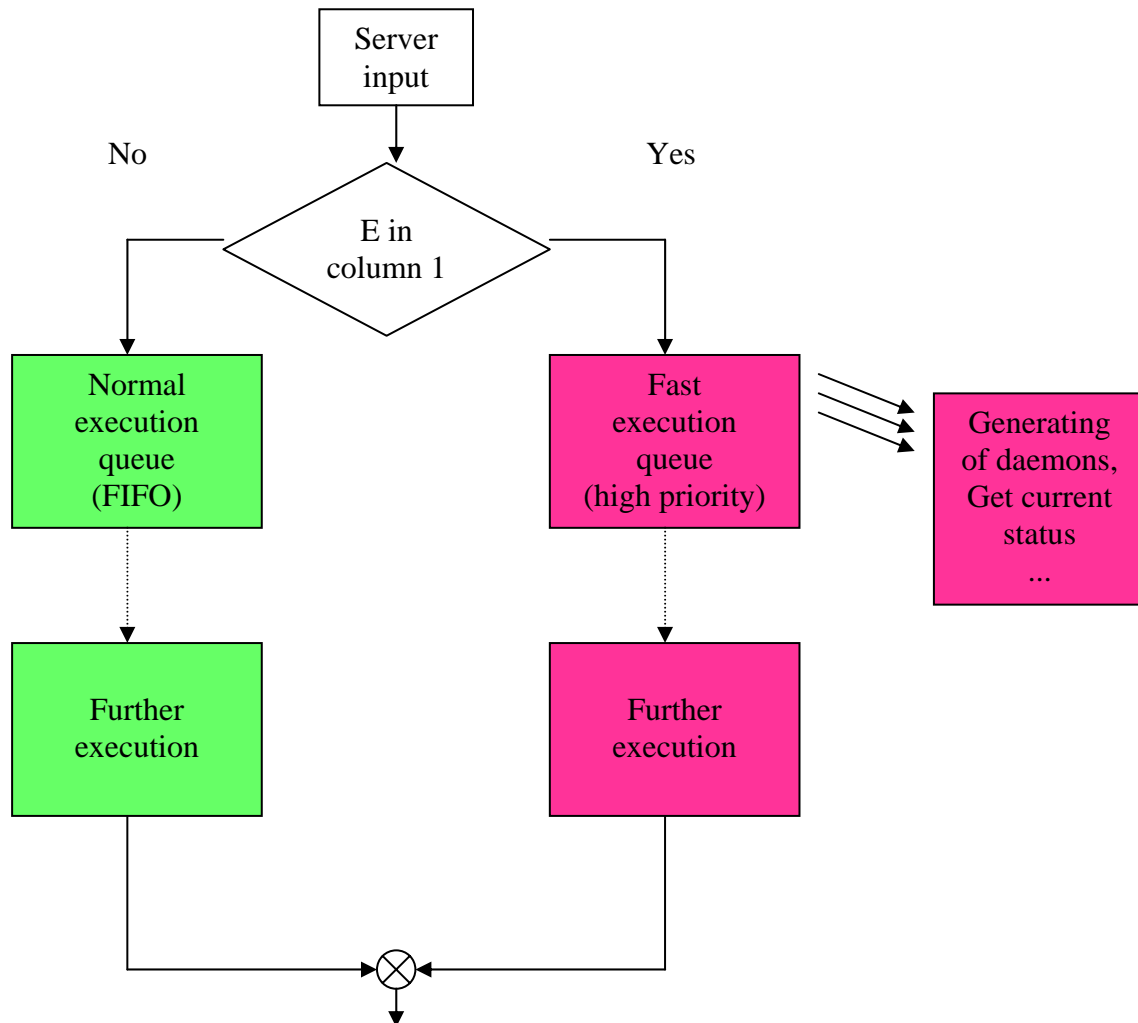 Server
input
No
Yes
E in
column 1
Normal
execution
queue
(FIFO)
Fast
execution
queue
(high priority)
Generating
of daemons,
Get current
status
...
Further
execution
Further
execution